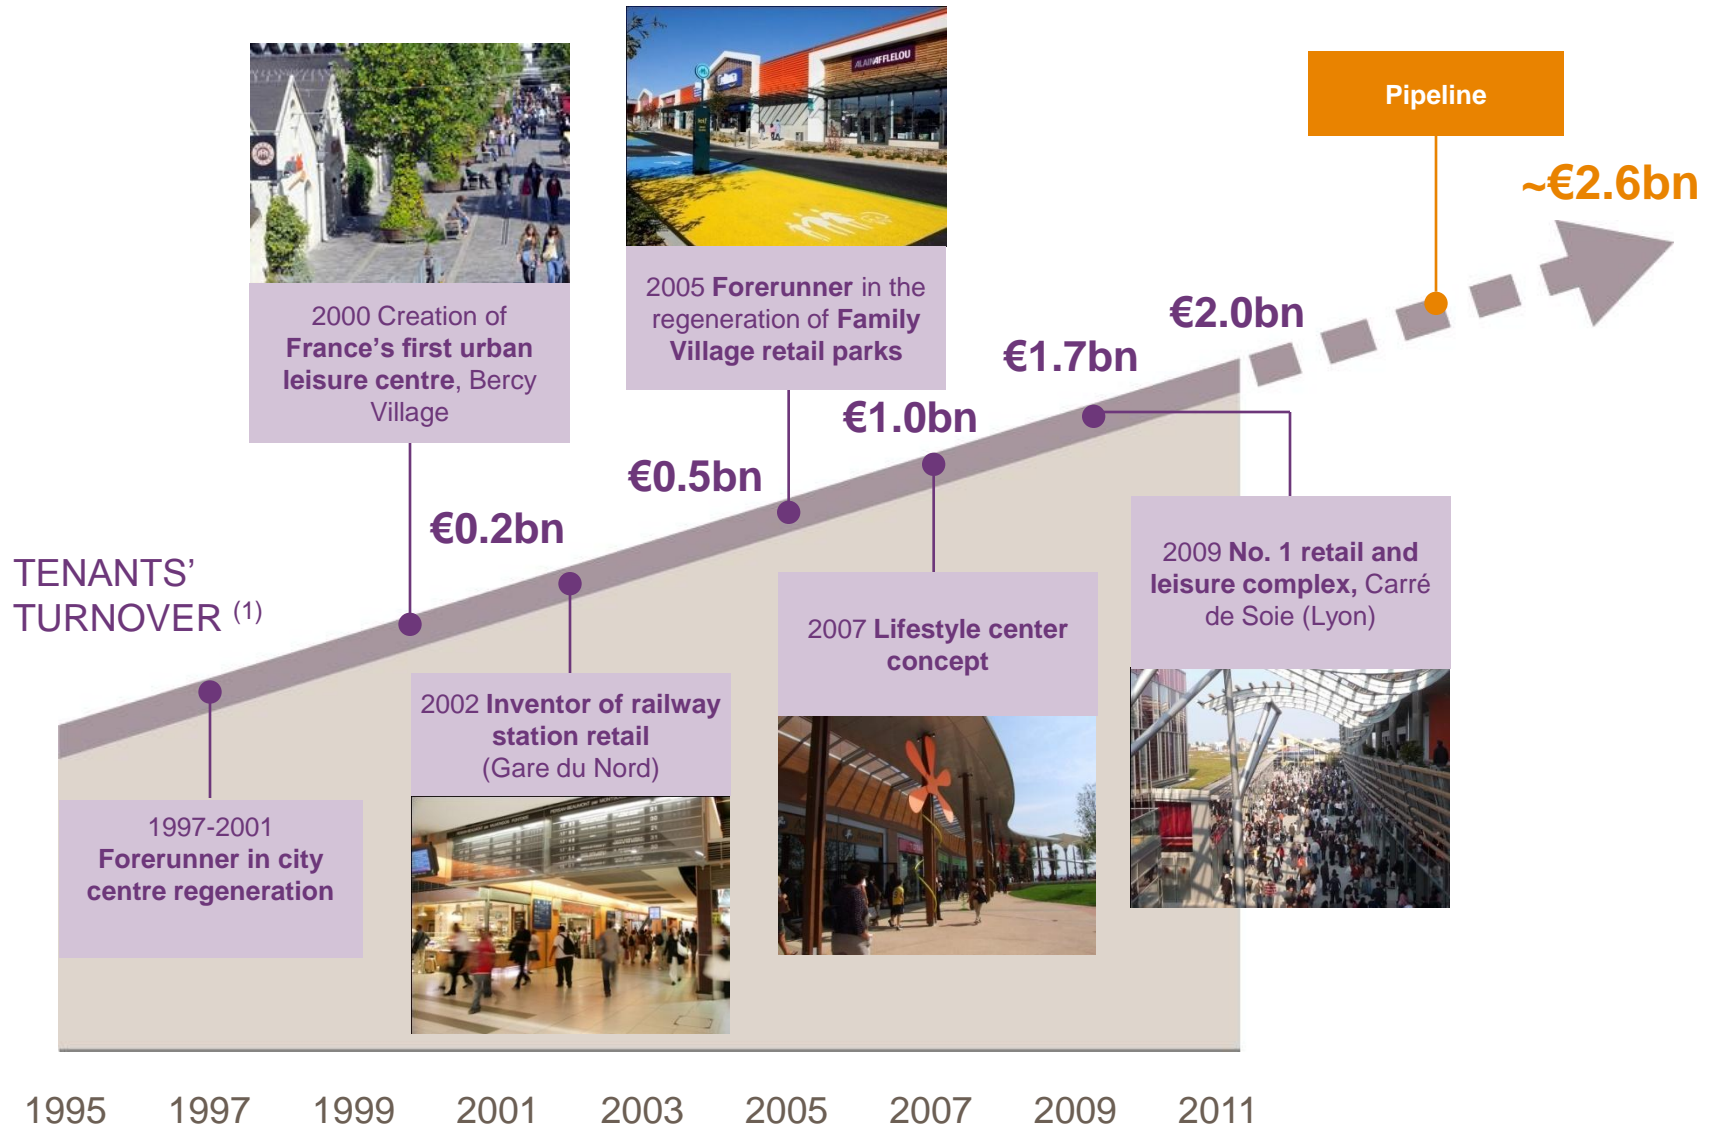 Pipeline
~€2.6bn
ALAIN AFFLELOU
2000 Creation of
France’s first urban
leisure centre, Bercy
Village
2005 Forerunner in the
regeneration of Family
Village retail parks
€2.0bn
€1.7bn
€1.0bn
€0.5bn
€0.2bn
TENANTS’
TURNOVER (1)
2009 No. 1 retail and
leisure complex, Carré
de Soie (Lyon)
2007 Lifestyle center
concept
2002 Inventor of railway
station retail
(Gare du Nord)
1997-2001
Forerunner in city
centre regeneration
1995 1997 1999 2001 2003 2005 2007 2009 2011